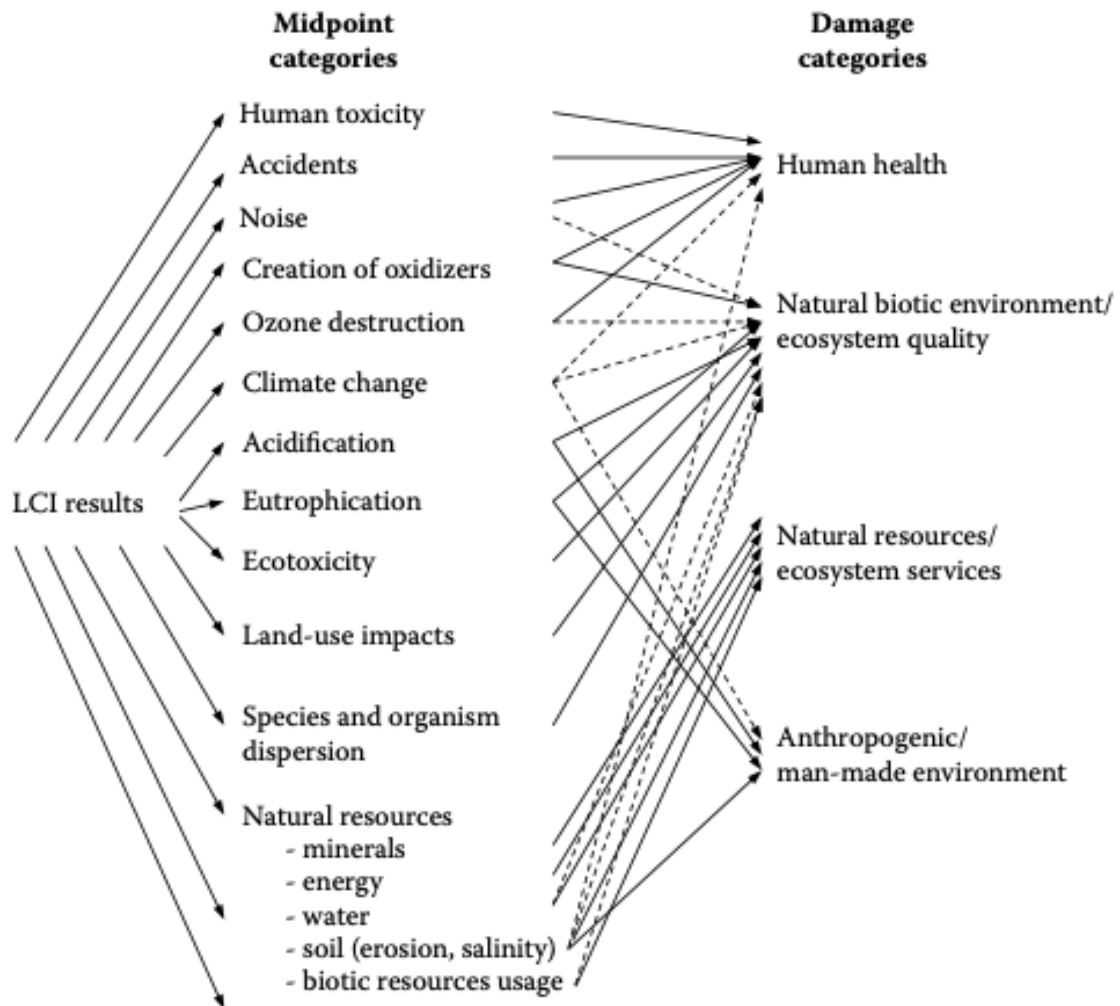 Midpoint
categories
Damage
categories
Human toxicity
Accidents
Noise
Creation of oxidizers
Ozone destruction
Climate change
Acidification
Eutrophication
Ecotoxicity
Land-use impacts
Species and organism
dispersion
Natural resources
- minerals
- energy
- water
- soil (erosion, salinity)
- biotic resources usage
LCI results
Human health
Natural biotic environment/
ecosystem quality
Natural resources/
ecosystem services
Anthropogenic/
man-made environment